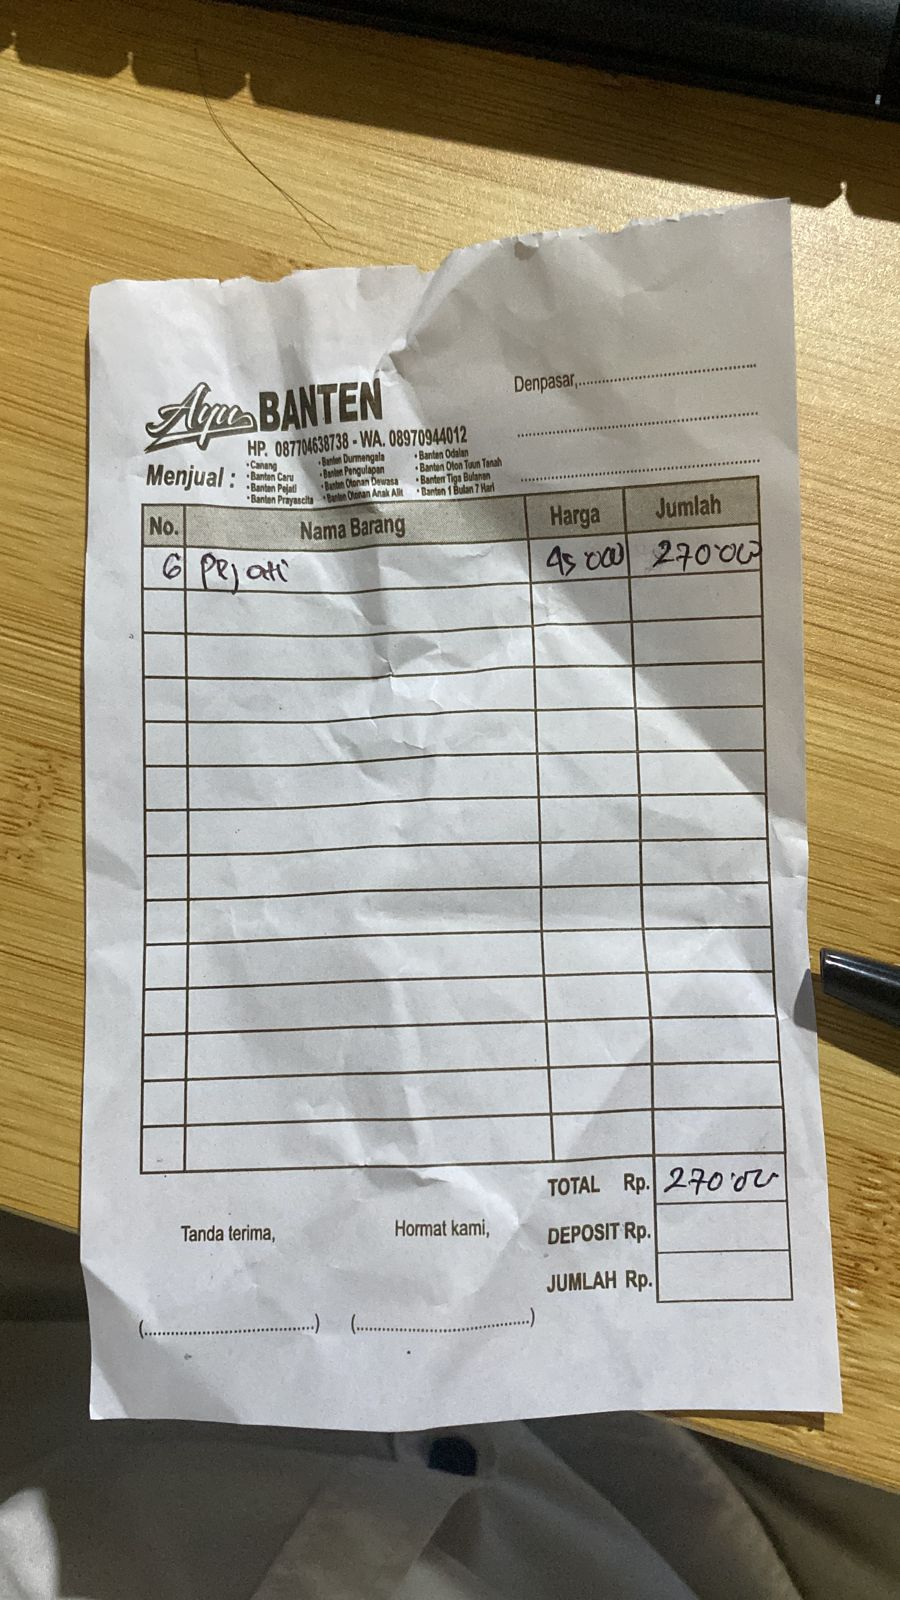 Ayu BANTEN
HP. 087704638738 - WA. 08970944012
Menjual :
• Canang
• Banten Caru
• Banten Pejati
• Banten Prayascita
• Banten Durmengala
• Banten Pengulapan
• Banten Otonan Dewasa
• Banten Otonan Anak Alit
• Banten Odalan
• Banten Oton Tuun Tanah
• Banten Tiga Bulanan
• Banten 1 Bulan 7 Hari
Denpasar,
No. Nama Barang Harga Jumlah
6 Pejati 45 000 270'000
TOTAL Rp. 270'000
DEPOSIT Rp.
JUMLAH Rp.
Tanda terima, Hormat kami,
(..............................) (..............................)